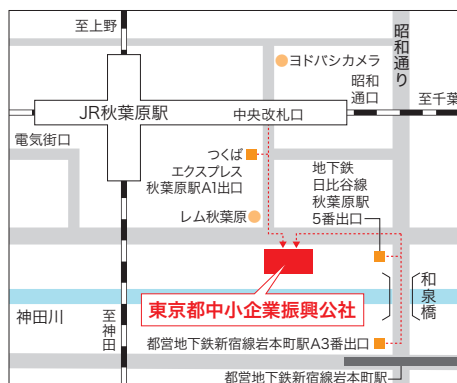 至上野
ヨドバシカメラ
昭和通り
昭和
通口
至千葉
JR秋葉原駅
中央改札口
電気街口
つくば
エクスプレス
秋葉原駅A1出口
地下鉄
日比谷線
秋葉原駅
5番出口
レム秋葉原
東京都中小企業振興公社
和泉橋
神田川
至神田
都営地下鉄新宿線岩本町駅A3番出口
都営地下鉄新宿線岩本町駅